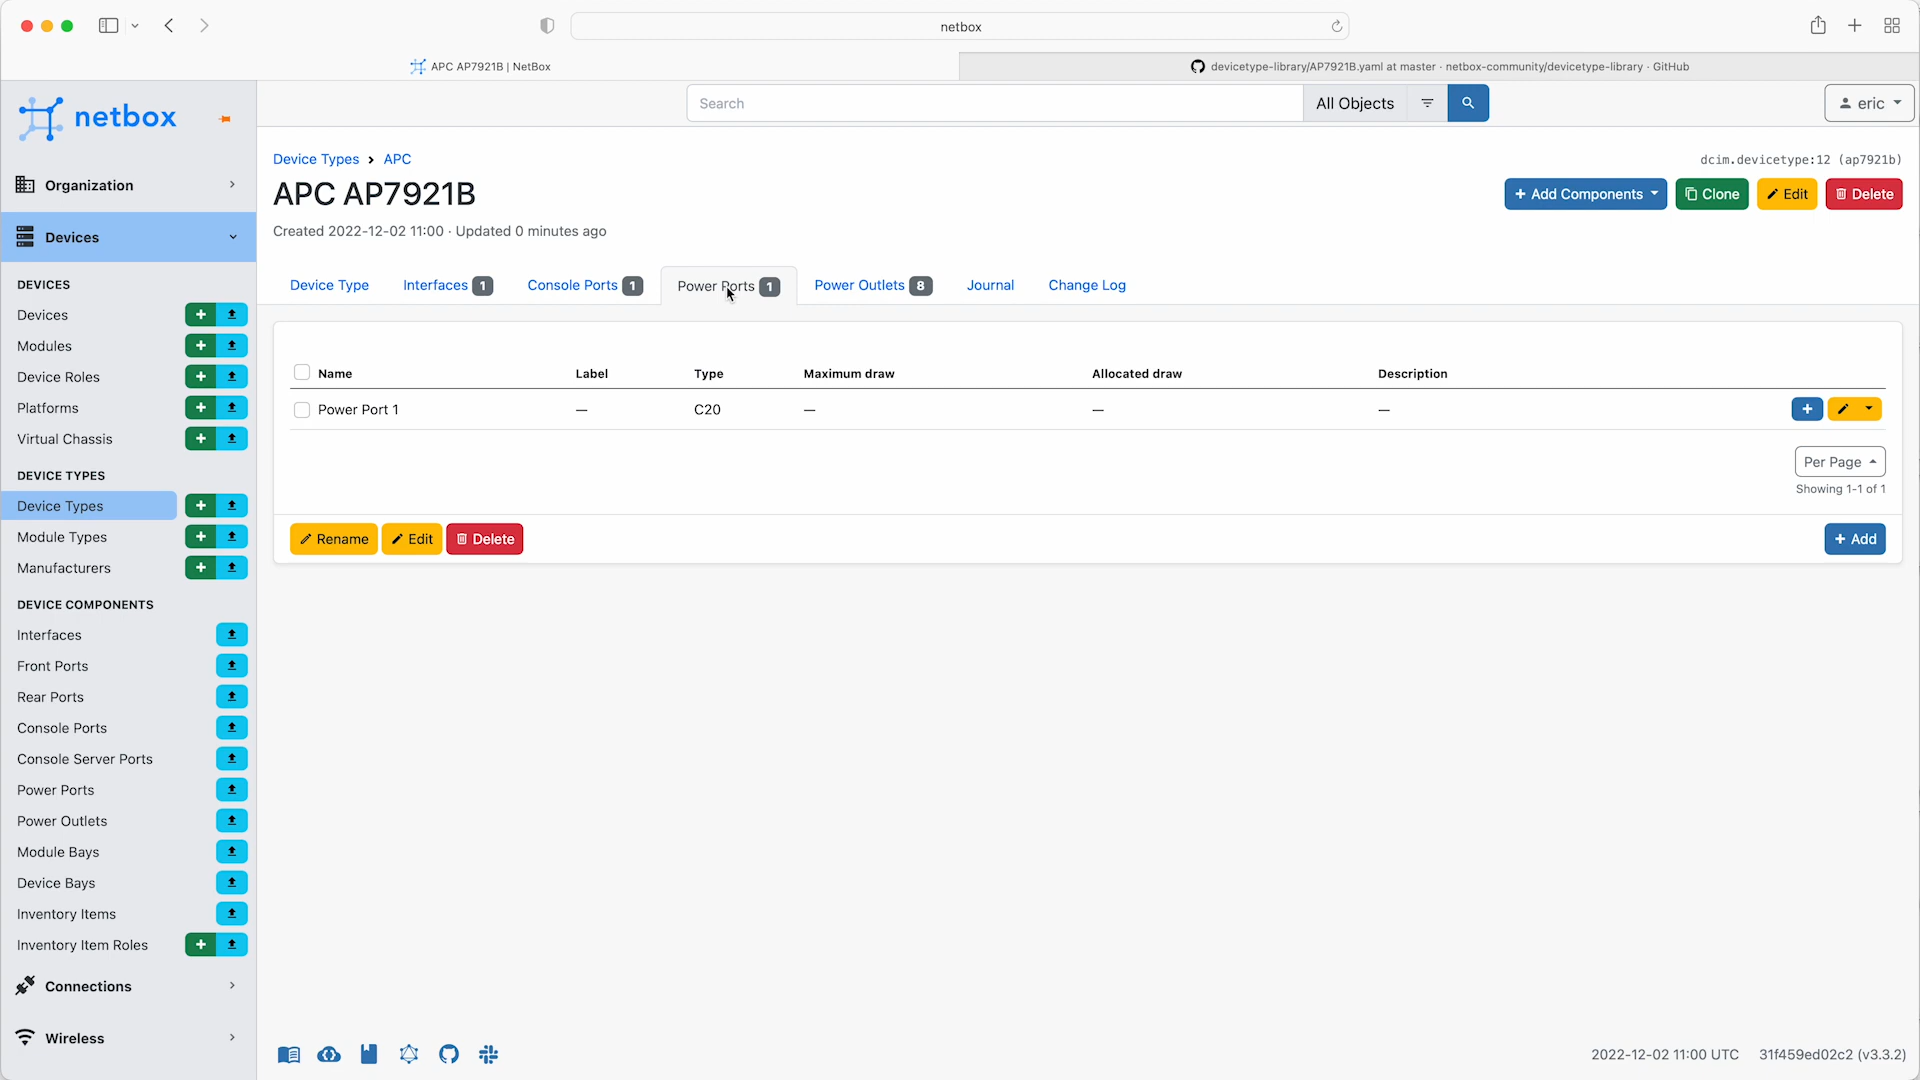 netbox
APC AP7921B | NetBox
devicetype-library/AP7921B.yaml at master · netbox-community/devicetype-library · GitHub
netbox
Search
All Objects
eric
Organization
Devices
DEVICES
Devices
Modules
Device Roles
Platforms
Virtual Chassis
DEVICE TYPES
Device Types
Module Types
Manufacturers
DEVICE COMPONENTS
Interfaces
Front Ports
Rear Ports
Console Ports
Console Server Ports
Power Ports
Power Outlets
Module Bays
Device Bays
Inventory Items
Inventory Item Roles
Connections
Wireless
Device Types > APC
dcim.devicetype:12 (ap7921b)
APC AP7921B
+ Add Components
Clone
Edit
Delete
Created 2022-12-02 11:00 · Updated 0 minutes ago
Device Type
Interfaces 1
Console Ports 1
Power Ports 1
Power Outlets 8
Journal
Change Log
Name Label Type Maximum draw Allocated draw Description
Power Port 1 — C20 — — —
Per Page
Showing 1-1 of 1
Rename
Edit
Delete
+ Add
2022-12-02 11:00 UTC 31f459ed02c2 (v3.3.2)